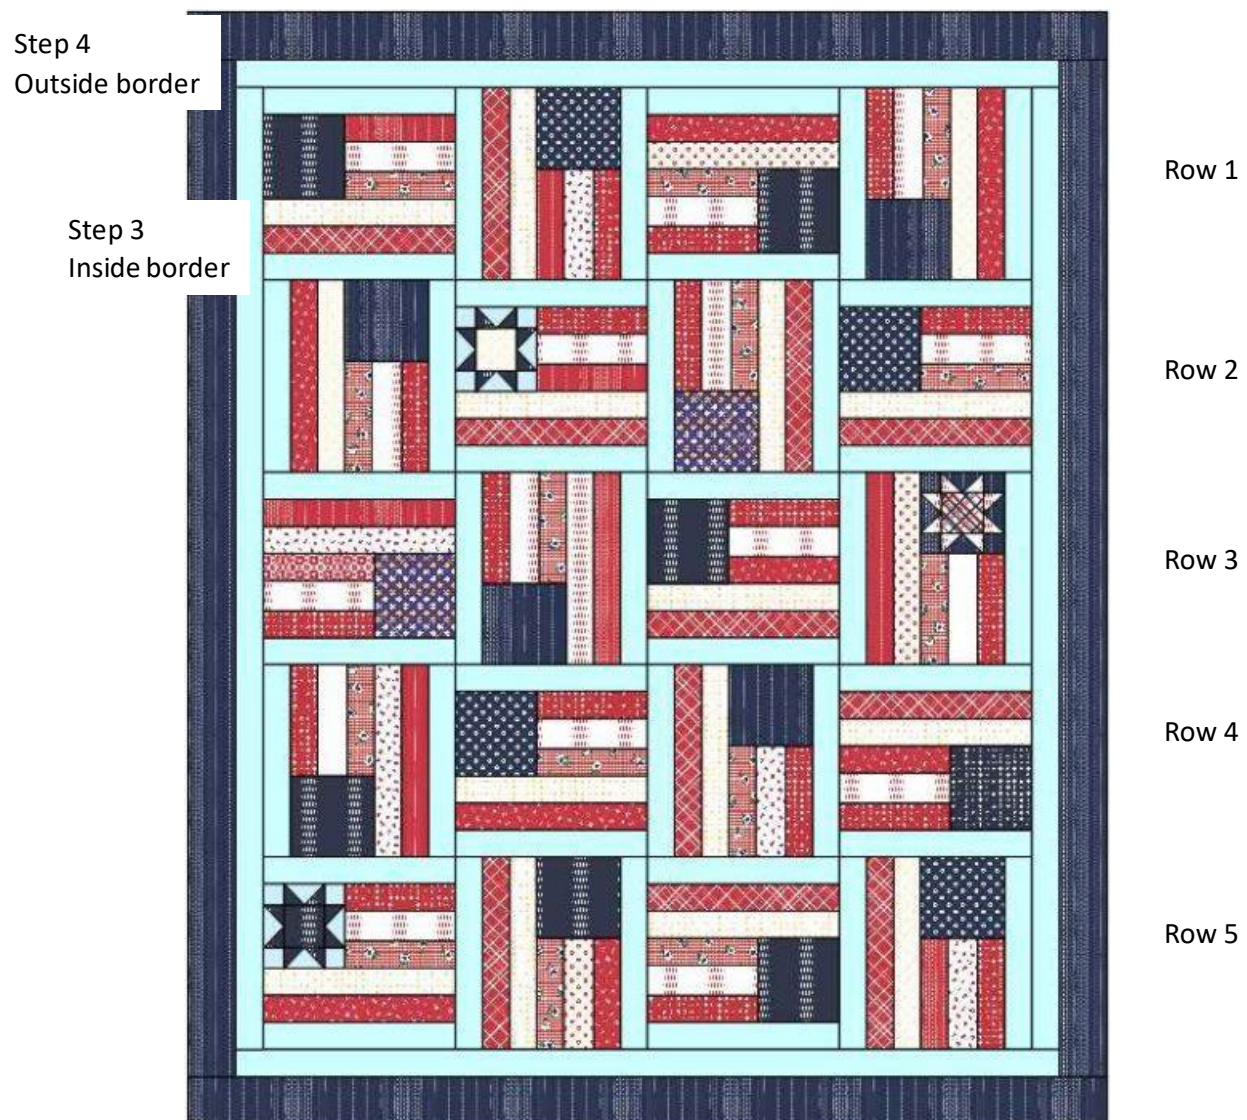 Step 4
Outside border
Row 1
Step 3
Inside border
Row 2
Row 3
Row 4
Row 5